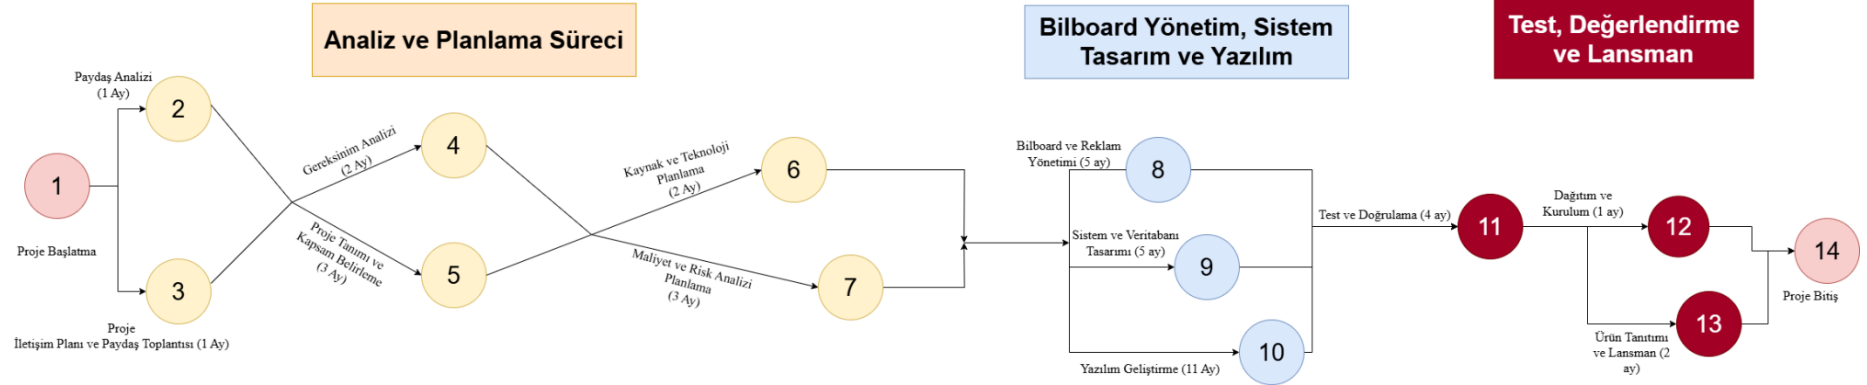 Analiz ve Planlama Süreci
Bilboard Yönetim, Sistem
Tasarım ve Yazılım
Test, Değerlendirme
ve Lansman
Paydaş Analizi
(1 Ay)
2
1
Proje Başlatma
3
Proje
İletişim Planı ve Paydaş Toplantısı (1 Ay)
Gereksinim Analizi
(2 Ay)
4
Proje Tanımı ve
Kapsam Belirleme
(3 Ay)
5
Kaynak ve Teknoloji
Planlama
(2 Ay)
6
Maliyet ve Risk Analizi
Planlama
(3 Ay)
7
Bilboard ve Reklam
Yönetimi (5 ay)
8
Sistem ve Veritabanı
Tasarımı (5 ay)
9
Yazılım Geliştirme (11 Ay)
10
Test ve Doğrulama (4 ay)
11
Dağıtım ve
Kurulum (1 ay)
12
Ürün Tanıtımı
ve Lansman (2
ay)
13
14
Proje Bitiş